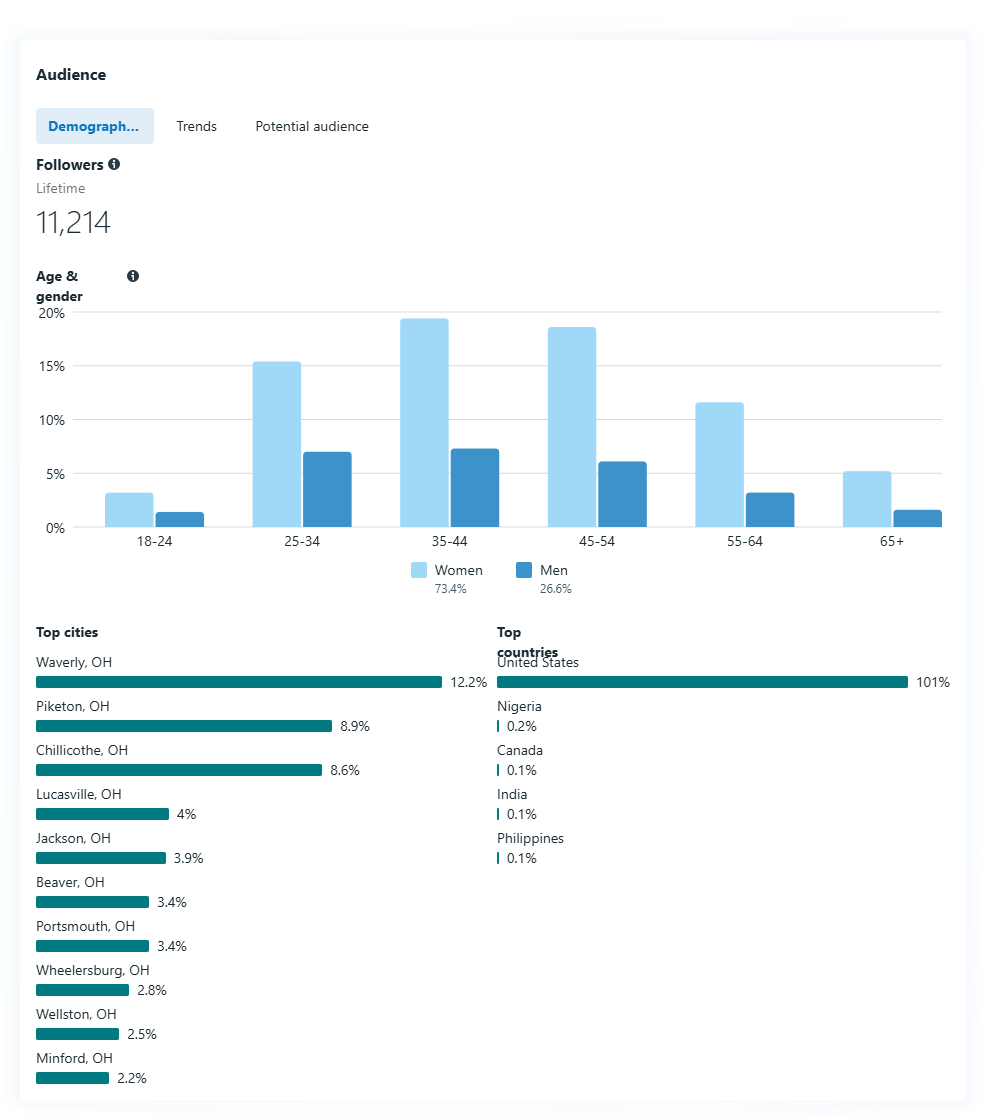 Audience
Demograph...
Trends
Potential audience
Followers
Lifetime
11,214
Age &
gender
20%
15%
10%
5%
0%
18-24
25-34
35-44
45-54
55-64
65+
Women
73.4%
Men
26.6%
Top cities
Waverly, OH
12.2%
Piketon, OH
8.9%
Chillicothe, OH
8.6%
Lucasville, OH
4%
Jackson, OH
3.9%
Beaver, OH
3.4%
Portsmouth, OH
3.4%
Wheelersburg, OH
2.8%
Wellston, OH
2.5%
Minford, OH
2.2%
Top
countries
United States
101%
Nigeria
0.2%
Canada
0.1%
India
0.1%
Philippines
0.1%